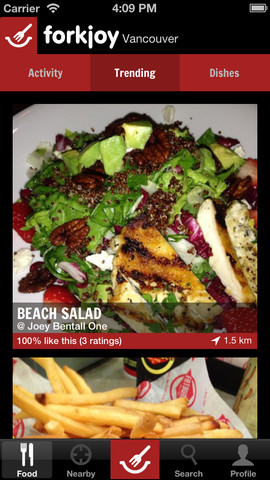 Carrier 4:09 PM
forkjoy Vancouver
Activity Trending Dishes
BEACH SALAD
@ Joey Bentall One
100% like this (3 ratings) 1.5 km
Food Nearby Search Profile